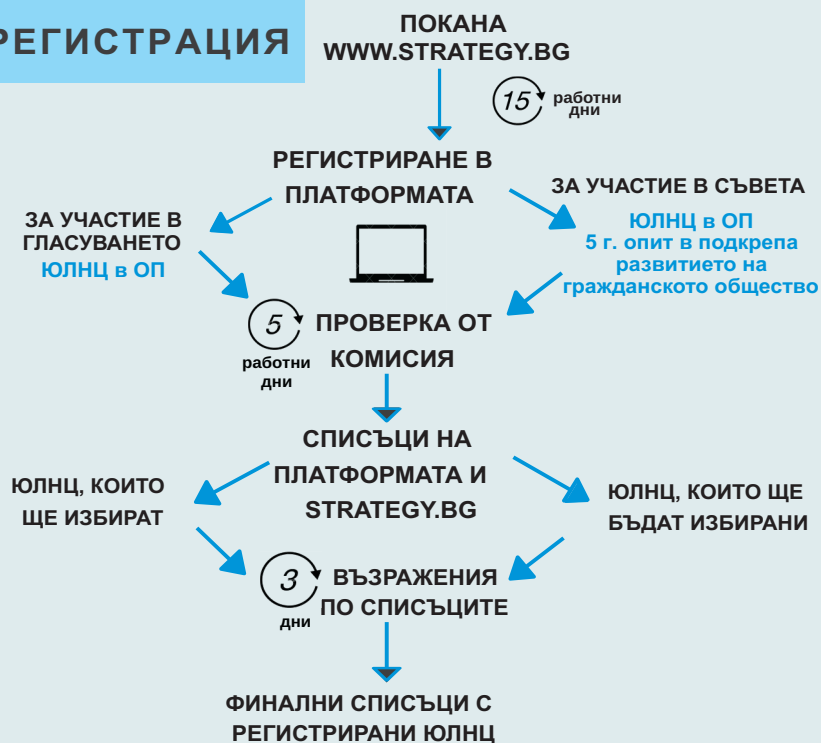 РЕГИСТРАЦИЯ
ПОКАНА
WWW.STRATEGY.BG
15
работни
дни
РЕГИСТРИРАНЕ В
ПЛАТФОРМАТА
ЗА УЧАСТИЕ В
ГЛАСУВАНЕТО
ЮЛНЦ в ОП
ЗА УЧАСТИЕ В СЪВЕТА
ЮЛНЦ в ОП
5 г. опит в подкрепа
развитието на
гражданското общество
5
работни
дни
ПРОВЕРКА ОТ
КОМИСИЯ
СПИСЪЦИ НА
ПЛАТФОРМАТА И
STRATEGY.BG
ЮЛНЦ, КОИТО
ЩЕ ИЗБИРАТ
ЮЛНЦ, КОИТО ЩЕ
БЪДАТ ИЗБИРАНИ
3
дни
ВЪЗРАЖЕНИЯ
ПО СПИСЪЦИТЕ
ФИНАЛНИ СПИСЪЦИ С
РЕГИСТРИРАНИ ЮЛНЦ